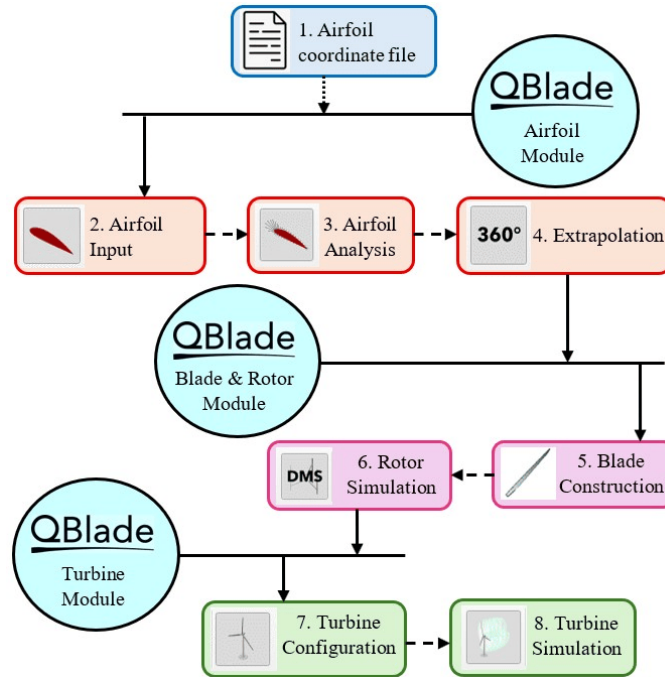 1. Airfoil
coordinate file
QBlade
Airfoil
Module
2. Airfoil
Input
3. Airfoil
Analysis
360°
4. Extrapolation
QBlade
Blade & Rotor
Module
DMS
6. Rotor
Simulation
5. Blade
Construction
QBlade
Turbine
Module
7. Turbine
Configuration
8. Turbine
Simulation